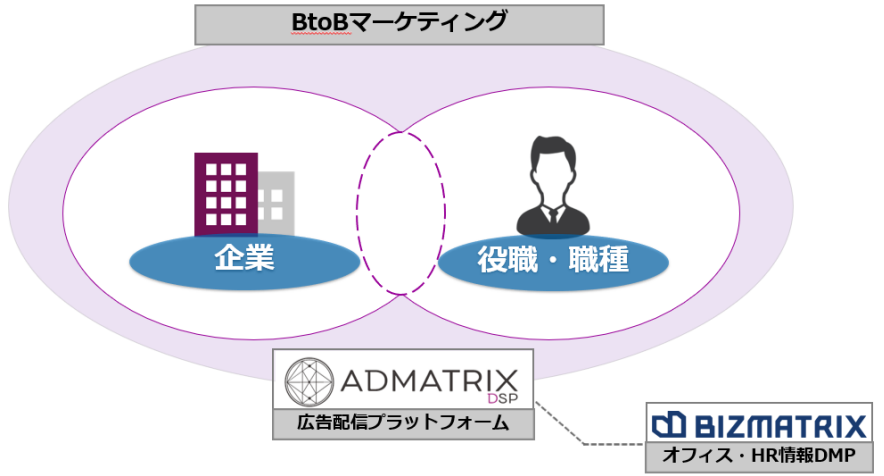 BtoBマーケティング
企業
役職・職種
ADMATRIX
DSP
広告配信プラットフォーム
BIZMATRIX
オフィス・HR情報DMP